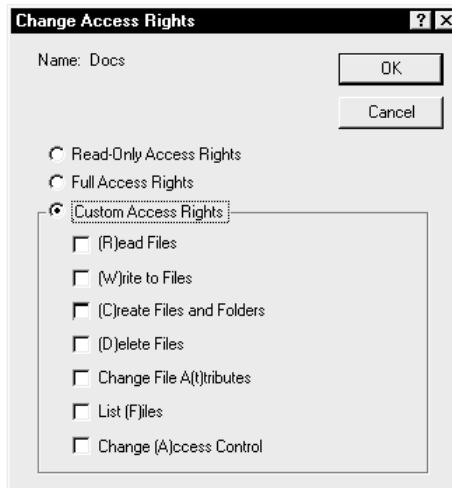 Change Access Rights
Name: Docs
OK
Cancel
Read-Only Access Rights
Full Access Rights
Custom Access Rights
(R)ead Files
(W)rite to Files
(C)reate Files and Folders
(D)elete Files
Change File A(t)tributes
List (F)iles
Change (A)ccess Control